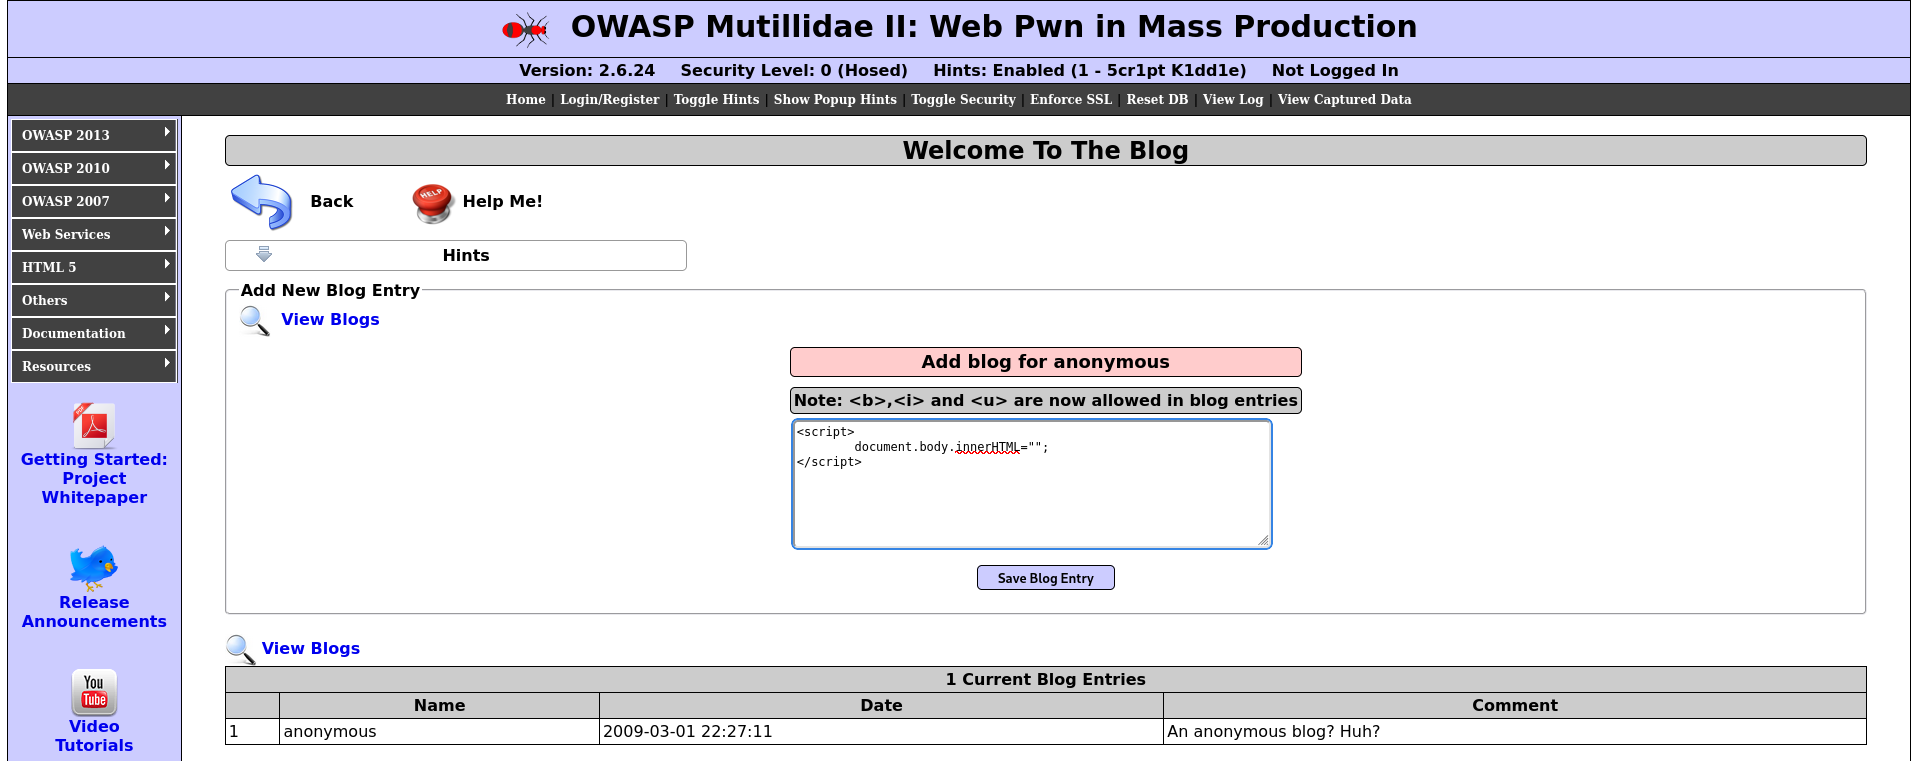 OWASP Mutillidae II: Web Pwn in Mass Production
Version: 2.6.24 Security Level: 0 (Hosed) Hints: Enabled (1 - 5cr1pt K1dd1e) Not Logged In
Home | Login/Register | Toggle Hints | Show Popup Hints | Toggle Security | Enforce SSL | Reset DB | View Log | View Captured Data
OWASP 2013
OWASP 2010
OWASP 2007
Web Services
HTML 5
Others
Documentation
Resources
PDF
Getting Started:
Project
Whitepaper
Release
Announcements
You
Tube
Video
Tutorials
Welcome To The Blog
Back
HELP
Help Me!
Hints
Add New Blog Entry
View Blogs
Add blog for anonymous
Note: <b>,<i> and <u> are now allowed in blog entries
<script>
document.body.innerHTML="";
</script>
Save Blog Entry
View Blogs
1 Current Blog Entries
Name Date Comment
1 anonymous 2009-03-01 22:27:11 An anonymous blog? Huh?